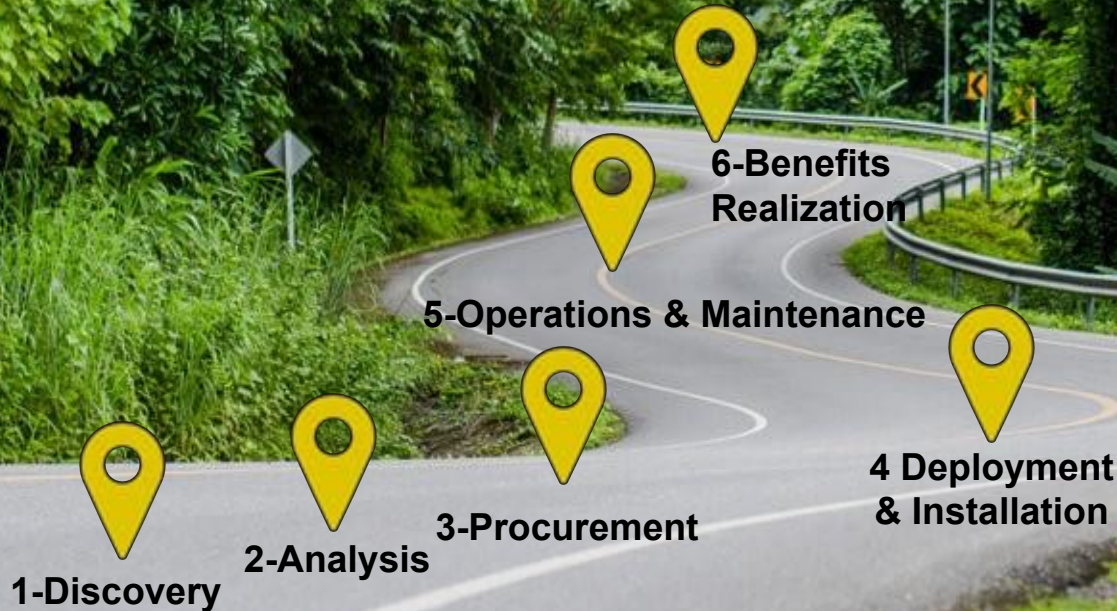 1-Discovery
2-Analysis
3-Procurement
4 Deployment
& Installation
5-Operations & Maintenance
6-Benefits
Realization